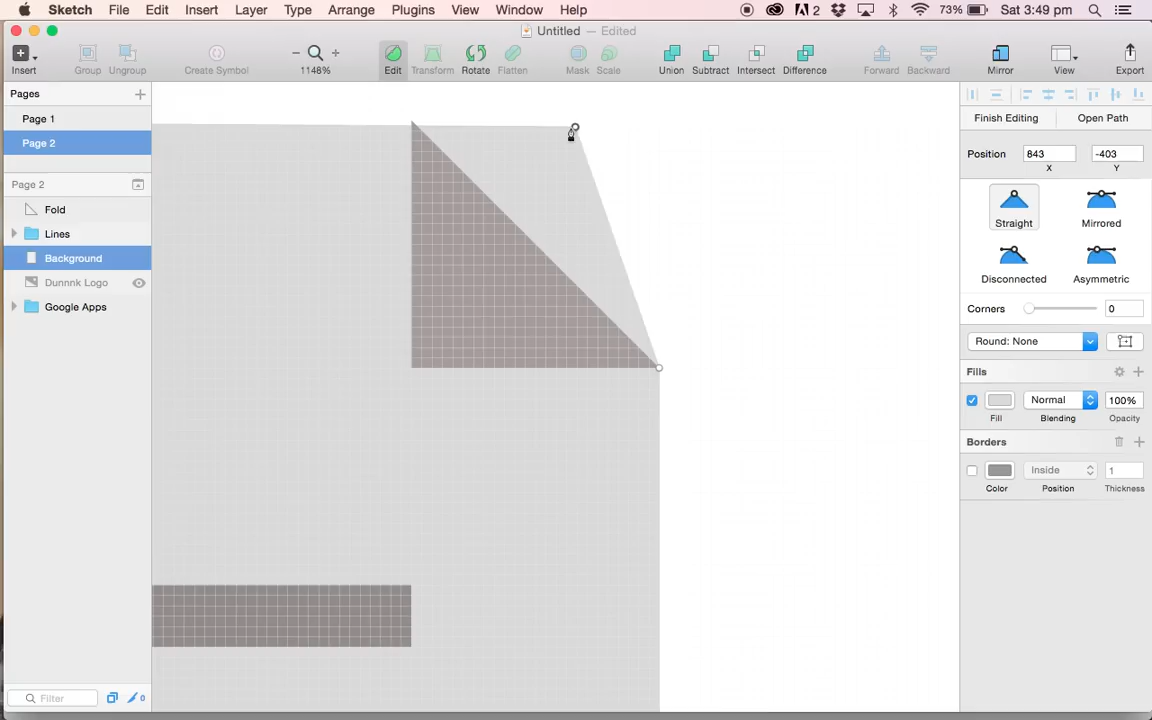 Sketch File Edit Insert Layer Type Arrange Plugins View Window Help 2 73% Sat 3:49 pm
Untitled — Edited
Insert Group Ungroup Create Symbol 1148% Edit Transform Rotate Flatten Mask Scale Union Subtract Intersect Difference Forward Backward Mirror View Export
Pages
Page 1
Page 2
Page 2
Fold
Lines
Background
Dunnnk Logo
Google Apps
Filter 0
Finish Editing Open Path
Position 843 -403
X Y
Straight Mirrored
Disconnected Asymmetric
Corners 0
Round: None
Fills
Normal 100%
Fill Blending Opacity
Borders
Inside 1
Color Position Thickness